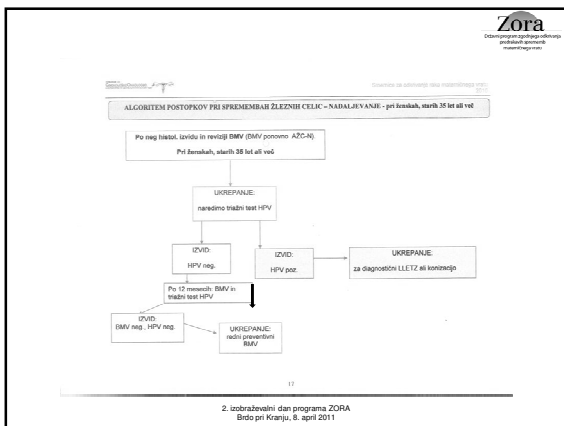 Zora
Državni program zgodnjega odkrivanja
predrakavih sprememb
materničnega vratu
ALGORITEM POSTOPKOV PRI SPREMEMBAH ŽLEZNIH CELIC – NADALJEVANJE - pri ženskah, starih 35 let ali več
Po neg histol. izvidu in reviziji BMV (BMV ponovno AŽC-N).
Pri ženskah, starih 35 let ali več
UKREPANJE:
naredimo triažni test HPV
IZVID:
HPV neg.
IZVID:
HPV poz.
UKREPANJE:
za diagnostični LLETZ ali konizacijo
Po 12 mesecih: BMV in
triažni test HPV
IZVID:
BMV neg., HPV neg.
UKREPANJE:
redni preventivni
BMV
17
2. izobraževalni dan programa ZORA
Brdo pri Kranju, 8. april 2011